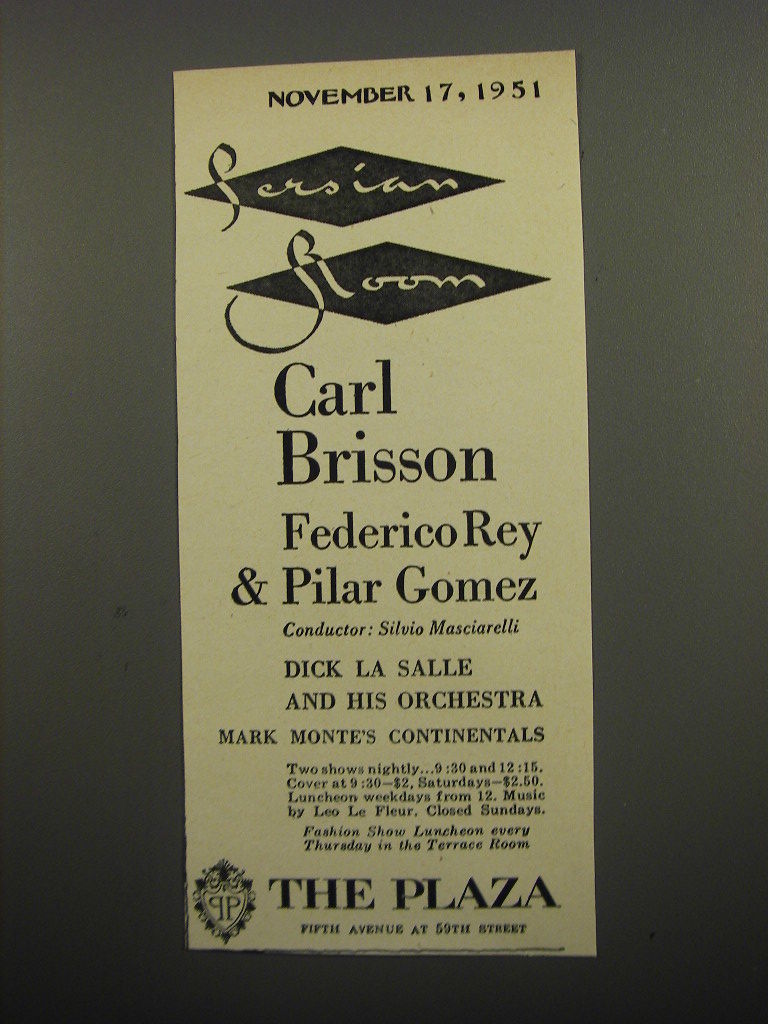 NOVEMBER 17, 1951
Persian
Room
Carl
Brisson
Federico Rey
& Pilar Gomez
Conductor: Silvio Masciarelli
DICK LA SALLE
AND HIS ORCHESTRA
MARK MONTE'S CONTINENTALS
Two shows nightly...9:30 and 12:15.
Cover at 9:30—$2, Saturdays—$2.50.
Luncheon weekdays from 12. Music
by Leo Le Fleur. Closed Sundays.
Fashion Show Luncheon every
Thursday in the Terrace Room
PP
THE PLAZA
FIFTH AVENUE AT 59TH STREET